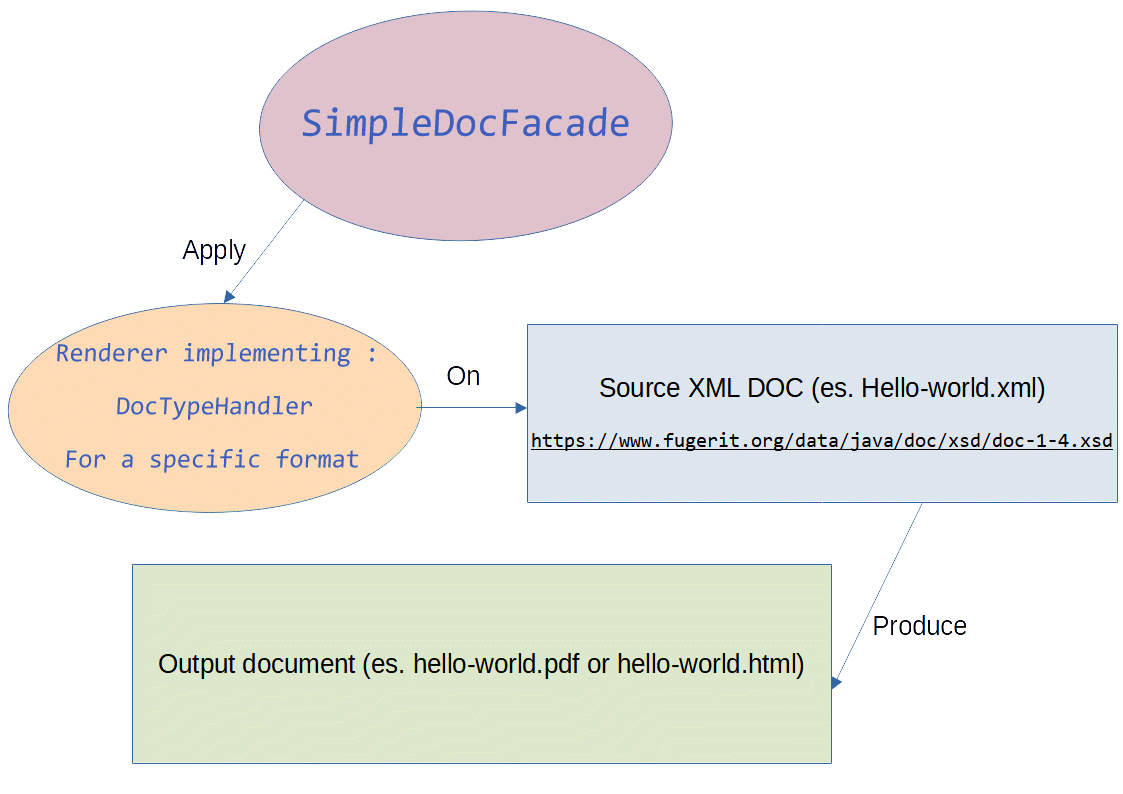 SimpleDocFacade
Apply
Renderer implementing :
DocTypeHandler
For a specific format
On
Source XML DOC (es. Hello-world.xml)
https://www.fugerit.org/data/java/doc/xsd/doc-1-4.xsd
Produce
Output document (es. hello-world.pdf or hello-world.html)